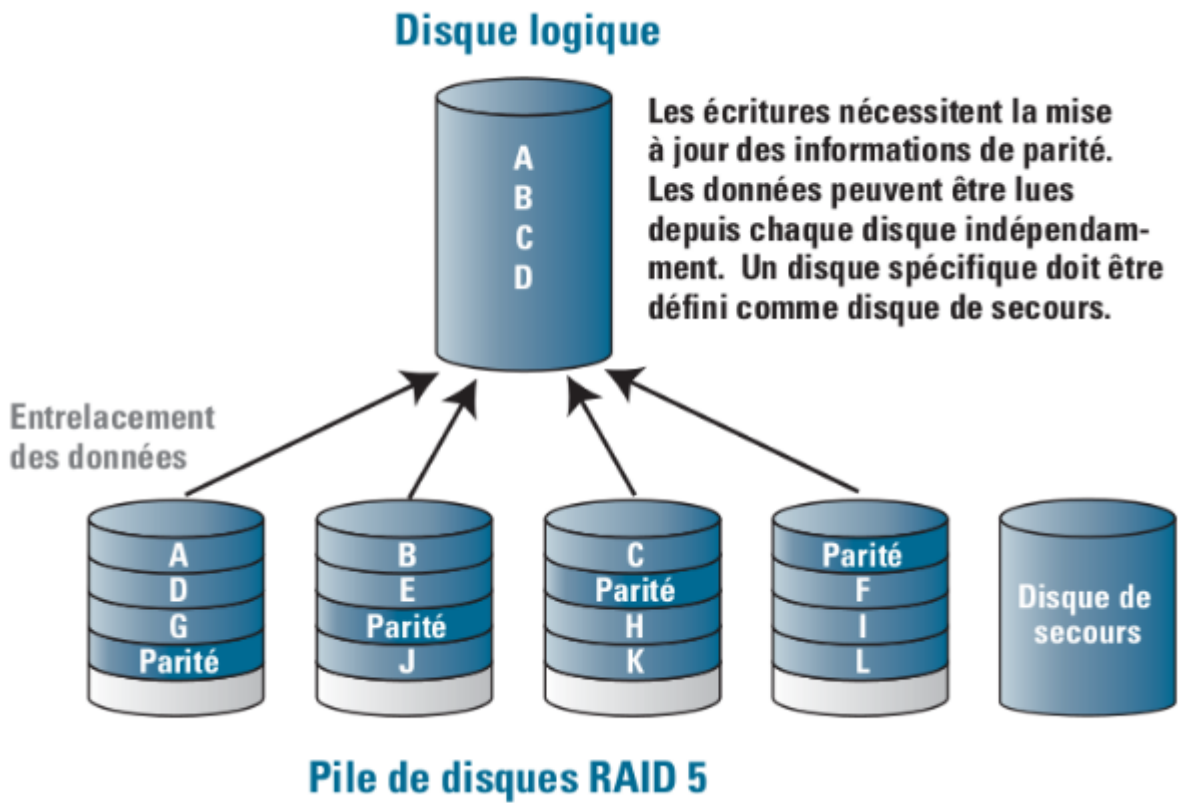 Disque logique
A
B
C
D
Les écritures nécessitent la mise
à jour des informations de parité.
Les données peuvent être lues
depuis chaque disque indépendam-
ment. Un disque spécifique doit être
défini comme disque de secours.
Entrelacement
des données
A
D
G
Parité
B
E
Parité
J
C
Parité
H
K
Parité
F
I
L
Disque de
secours
Pile de disques RAID 5